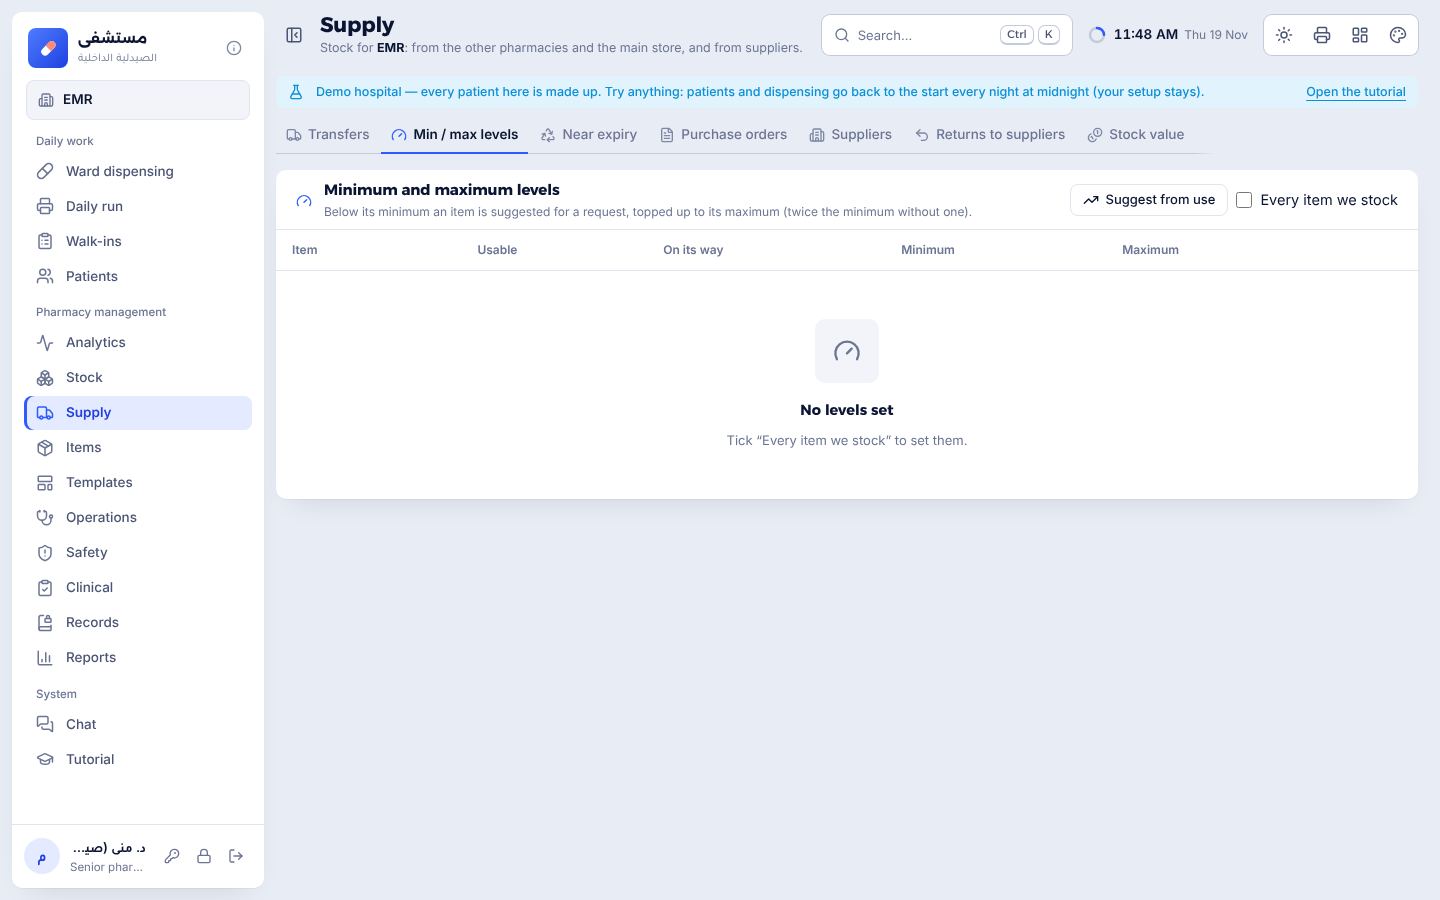 مستشفى
الصيدلية الداخلية
EMR
Daily work
Ward dispensing
Daily run
Walk-ins
Patients
Pharmacy management
Analytics
Stock
Supply
Items
Templates
Operations
Safety
Clinical
Records
Reports
System
Chat
Tutorial
م
د. منى (صيـ...
Senior phar...
Supply
Stock for EMR: from the other pharmacies and the main store, and from suppliers.
Search...
Ctrl K
11:48 AM Thu 19 Nov
Demo hospital — every patient here is made up. Try anything: patients and dispensing go back to the start every night at midnight (your setup stays).
Open the tutorial
Transfers
Min / max levels
Near expiry
Purchase orders
Suppliers
Returns to suppliers
Stock value
Minimum and maximum levels
Below its minimum an item is suggested for a request, topped up to its maximum (twice the minimum without one).
Suggest from use
Every item we stock
Item Usable On its way Minimum Maximum
No levels set
Tick “Every item we stock” to set them.